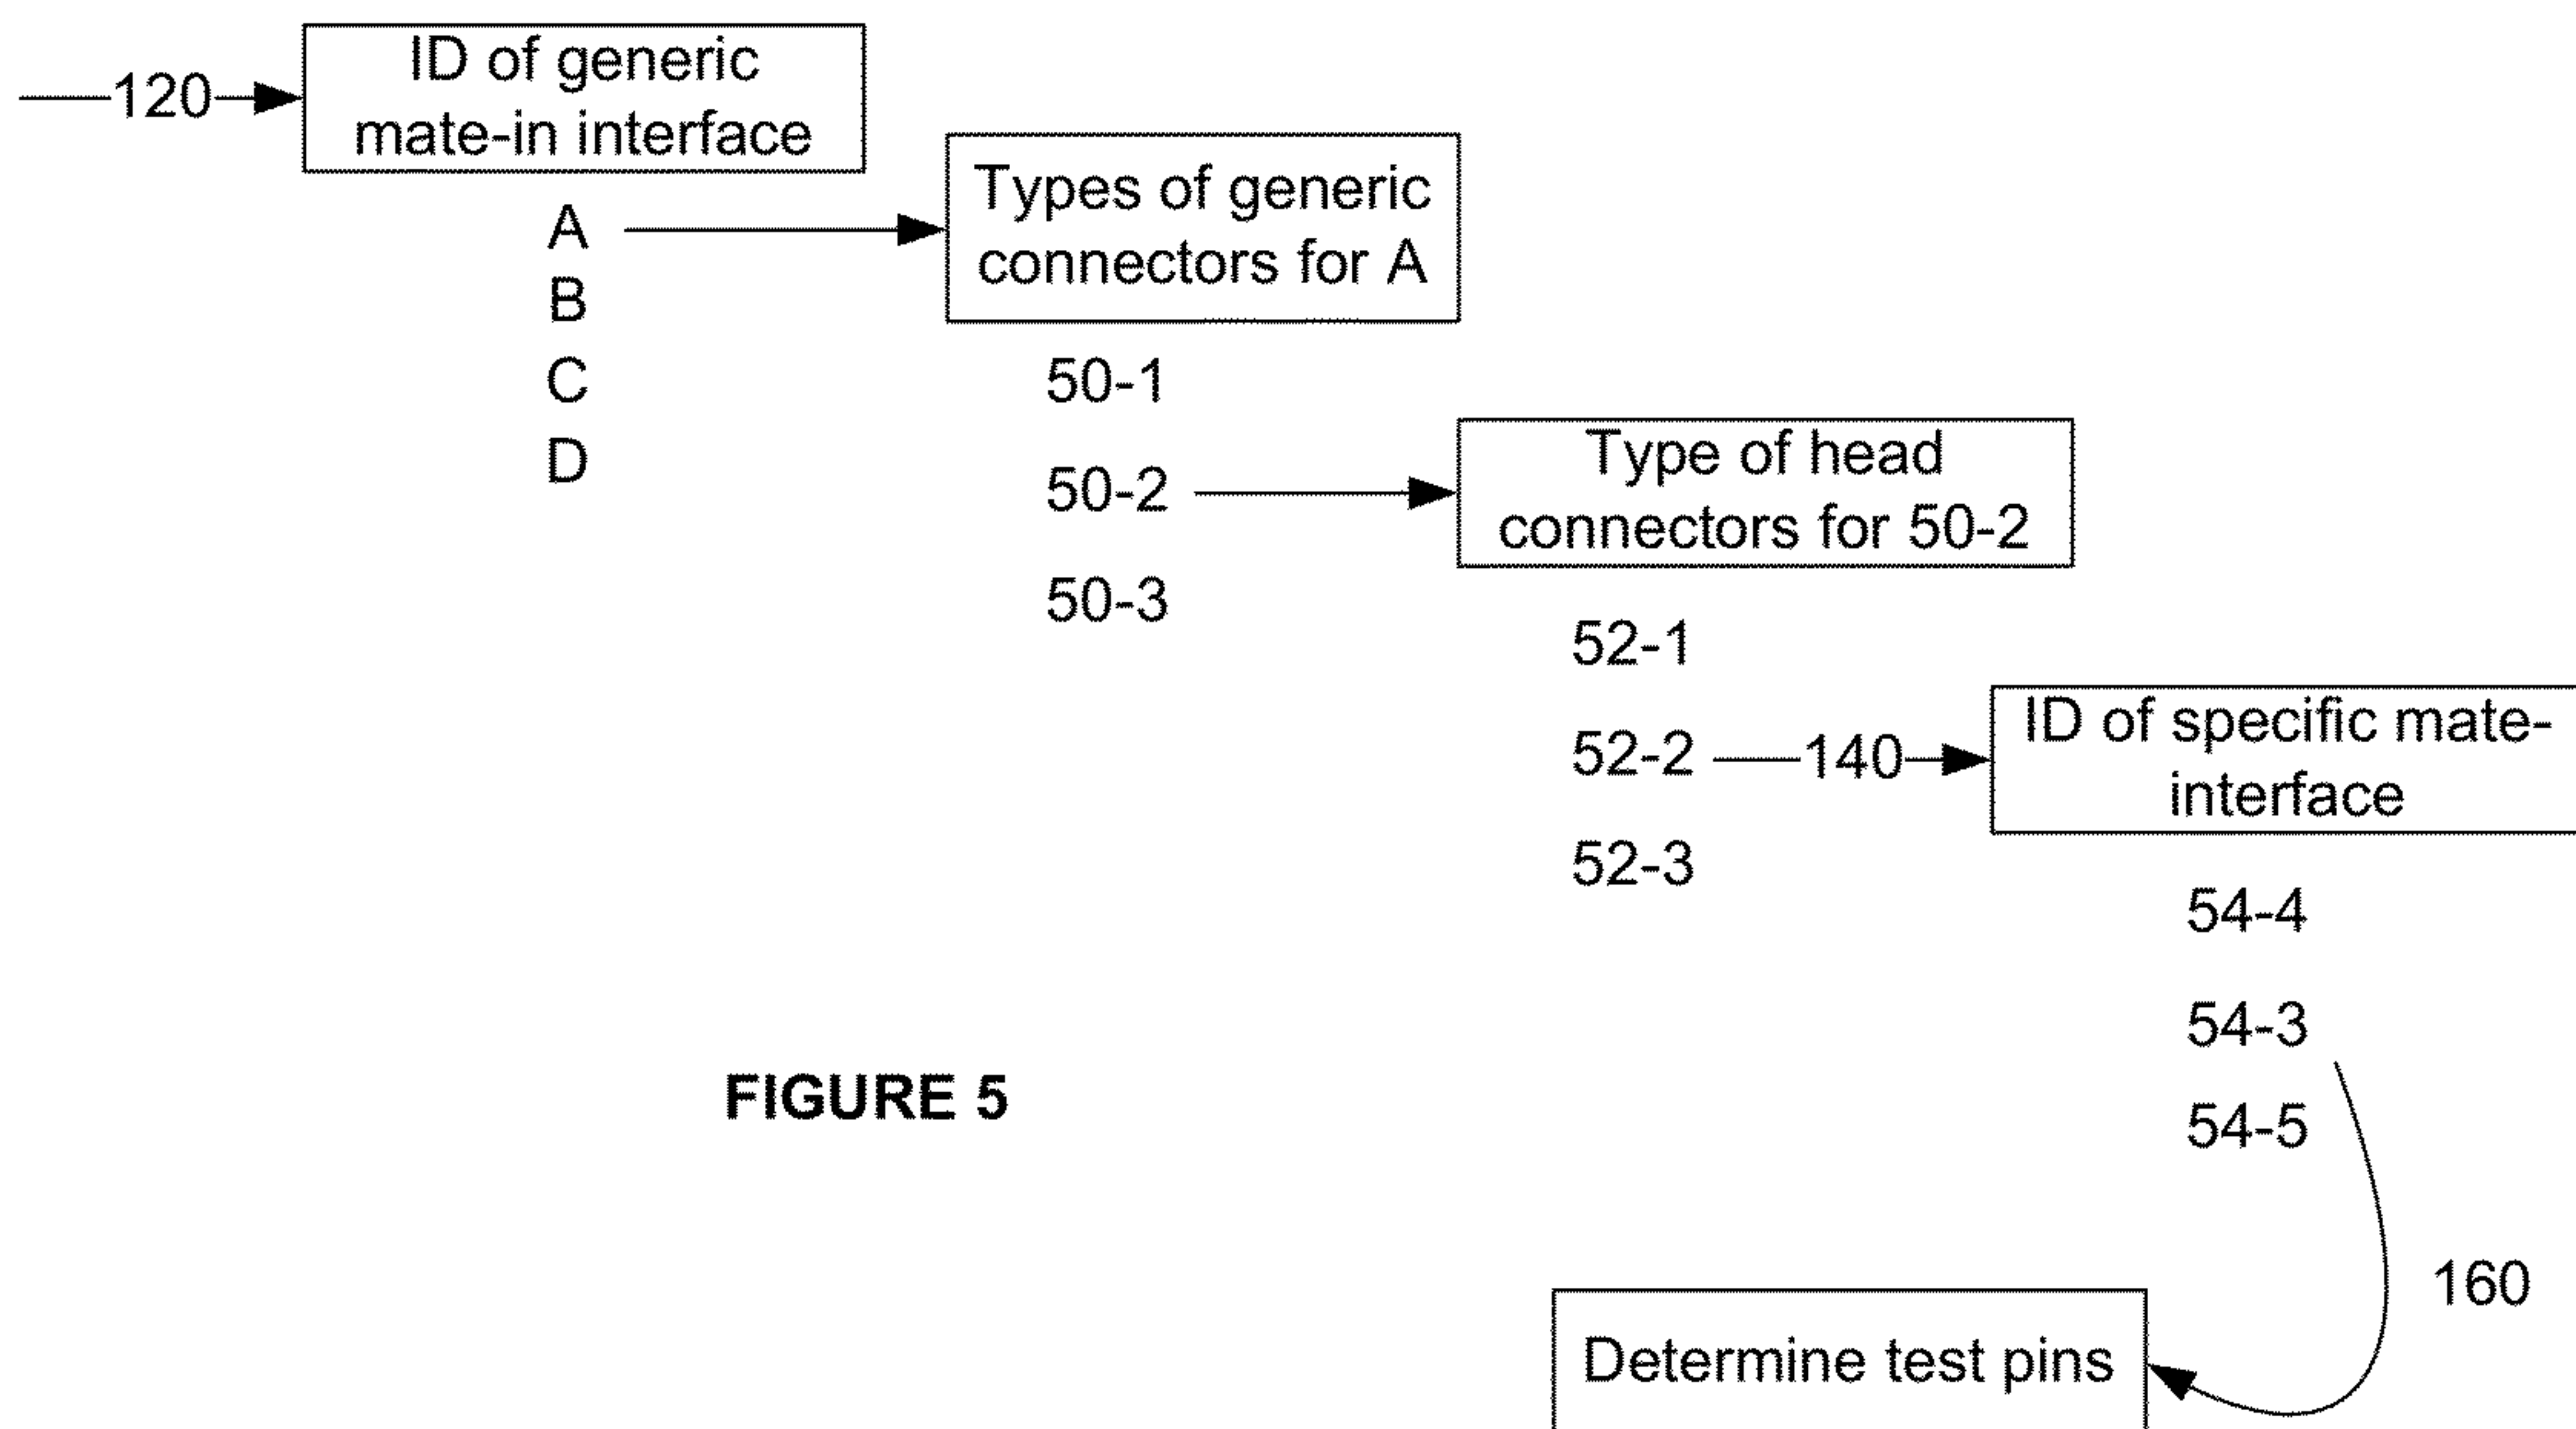 120
ID of generic
mate-in interface
A
B
C
D
Types of generic
connectors for A
50-1
50-2
50-3
Type of head
connectors for 50-2
52-1
52-2
52-3
140
ID of specific mate-
interface
54-4
54-3
54-5
160
Determine test pins
FIGURE 5